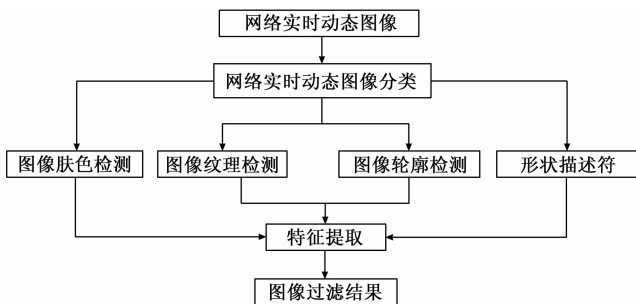 网络实时动态图像
网络实时动态图像分类
图像肤色检测
图像纹理检测
图像轮廓检测
形状描述符
特征提取
图像过滤结果